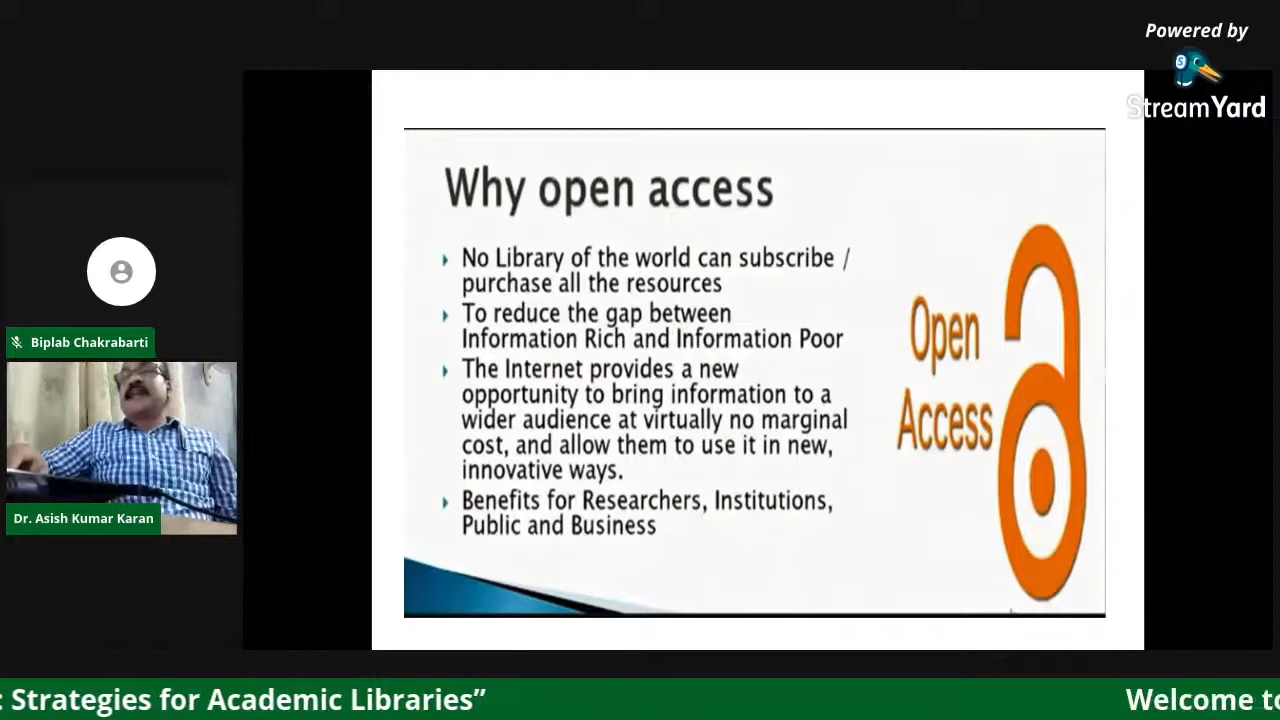 Powered by
StreamYard
Why open access
No Library of the world can subscribe /
purchase all the resources
To reduce the gap between
Information Rich and Information Poor
The Internet provides a new
opportunity to bring information to a
wider audience at virtually no marginal
cost, and allow them to use it in new,
innovative ways.
Benefits for Researchers, Institutions,
Public and Business
Open
Access
Biplab Chakrabarti
Dr. Asish Kumar Karan
: Strategies for Academic Libraries” Welcome to